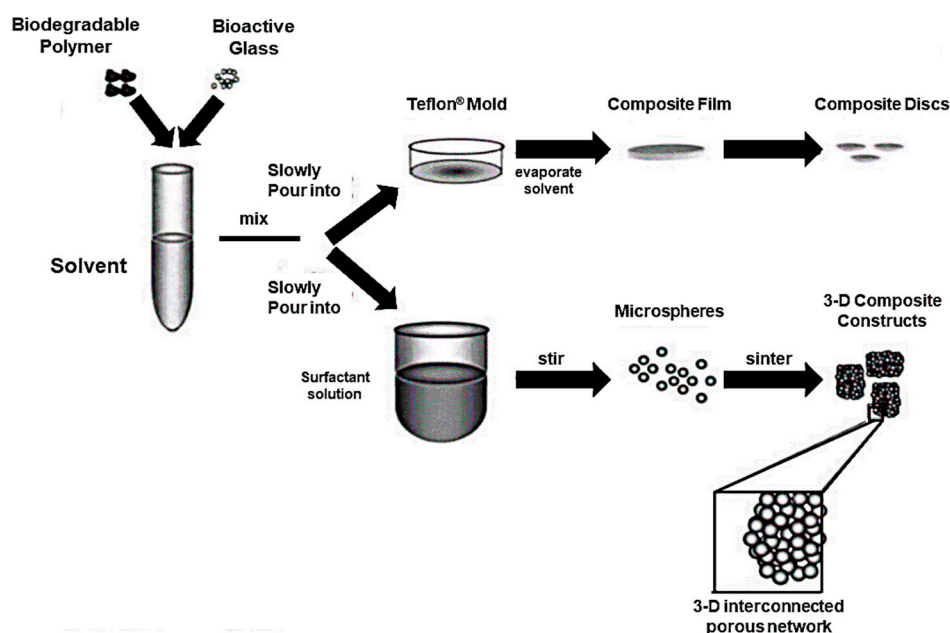 Biodegradable
Polymer
Bioactive
Glass
Solvent
mix
Slowly
Pour into
Teflon® Mold
evaporate
solvent
Composite Film
Composite Discs
Slowly
Pour into
Surfactant
solution
stir
Microspheres
sinter
3-D Composite
Constructs
3-D interconnected
porous network